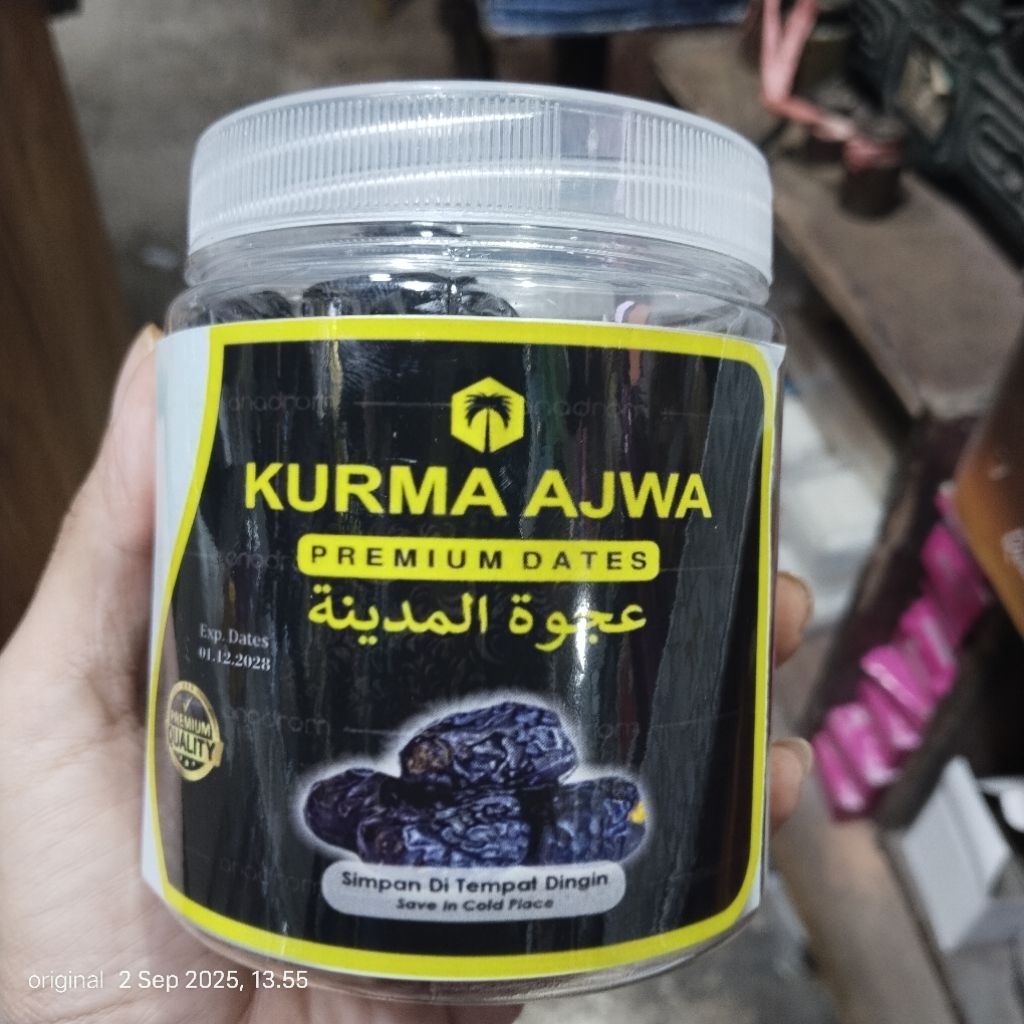 KURMA AJWA
PREMIUM DATES
عجوة المدينة
Exp. Dates
01.12.2028
PREMIUM
QUALITY
Simpan Di Tempat Dingin
Save in Cold Place
original 2 Sep 2025, 13.55